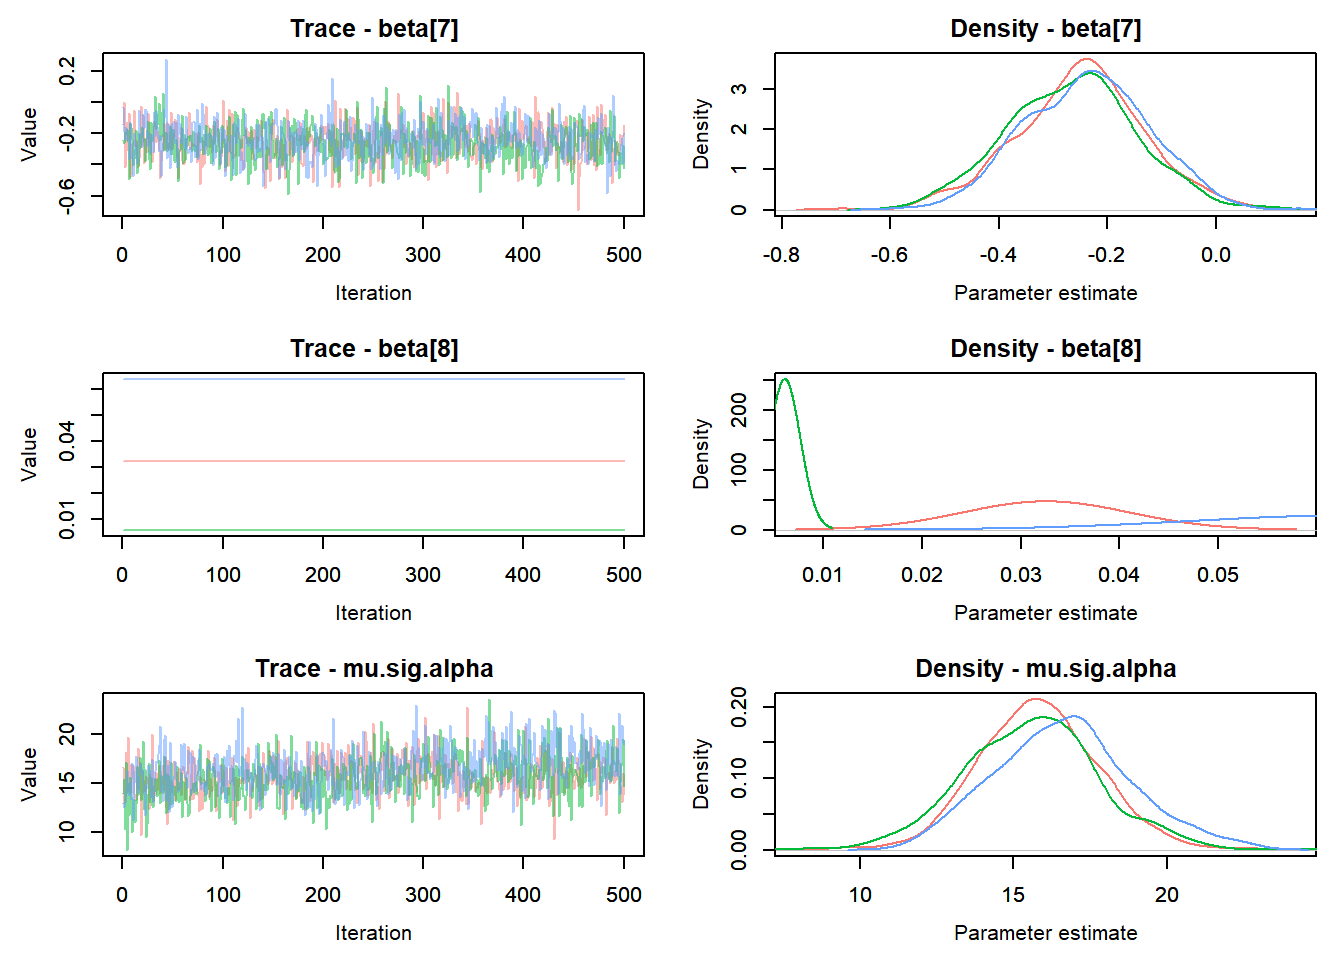 Trace - beta[7]
Value
-0.6 -0.2 0.2
0 100 200 300 400 500
Iteration
Density - beta[7]
Density
0 1 2 3
-0.8 -0.6 -0.4 -0.2 0.0
Parameter estimate
Trace - beta[8]
Value
0.01 0.04
0 100 200 300 400 500
Iteration
Density - beta[8]
Density
0 100 200
0.01 0.02 0.03 0.04 0.05
Parameter estimate
Trace - mu.sig.alpha
Value
10 15 20
0 100 200 300 400 500
Iteration
Density - mu.sig.alpha
Density
0.00 0.10 0.20
10 15 20
Parameter estimate